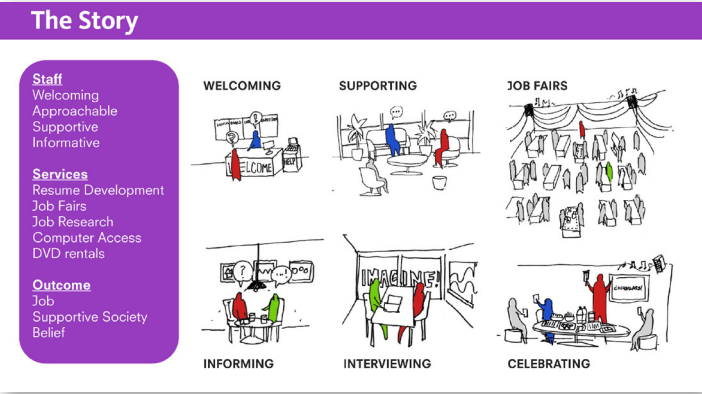 The Story
Staff
Welcoming
Approachable
Supportive
Informative
Services
Resume Development
Job Fairs
Job Research
Computer Access
DVD rentals
Outcome
Job
Supportive Society
Belief
WELCOMING
SUPPORTING
JOB FAIRS
?
?
WELCOME
HELP
...
...
?
...!
IMAGINE!
INFORMING
INTERVIEWING
CELEBRATING